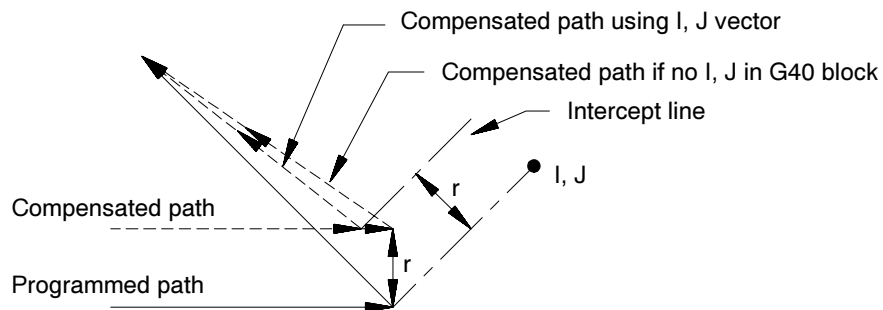 Compensated path using I, J vector
Compensated path if no I, J in G40 block
Intercept line
I, J
r
Compensated path
r
Programmed path